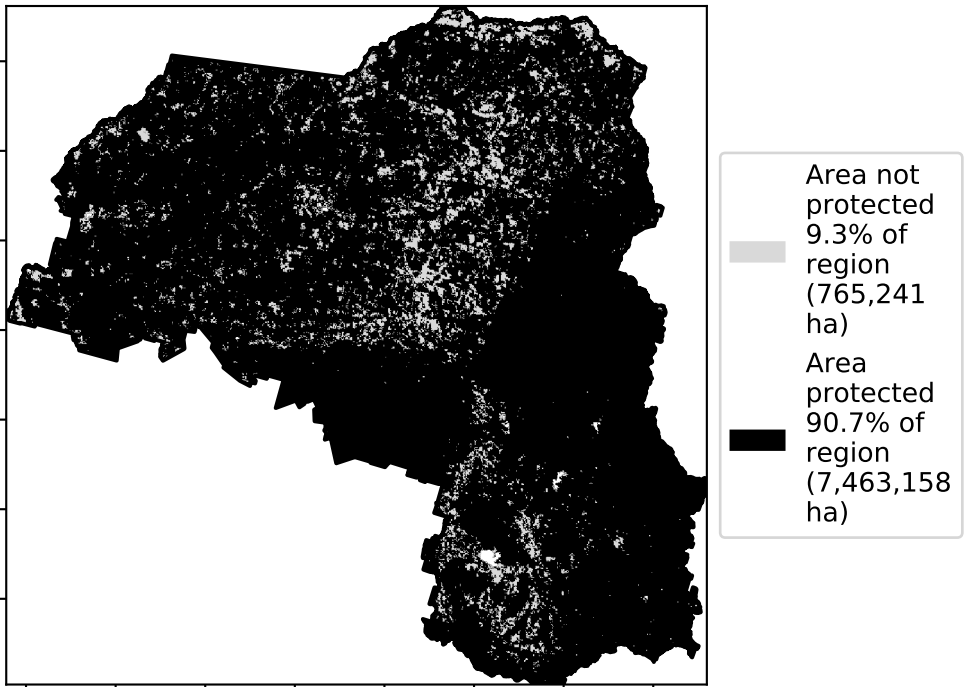 Area not
protected
9.3% of
region
(765,241
ha)
Area
protected
90.7% of
region
(7,463,158
ha)